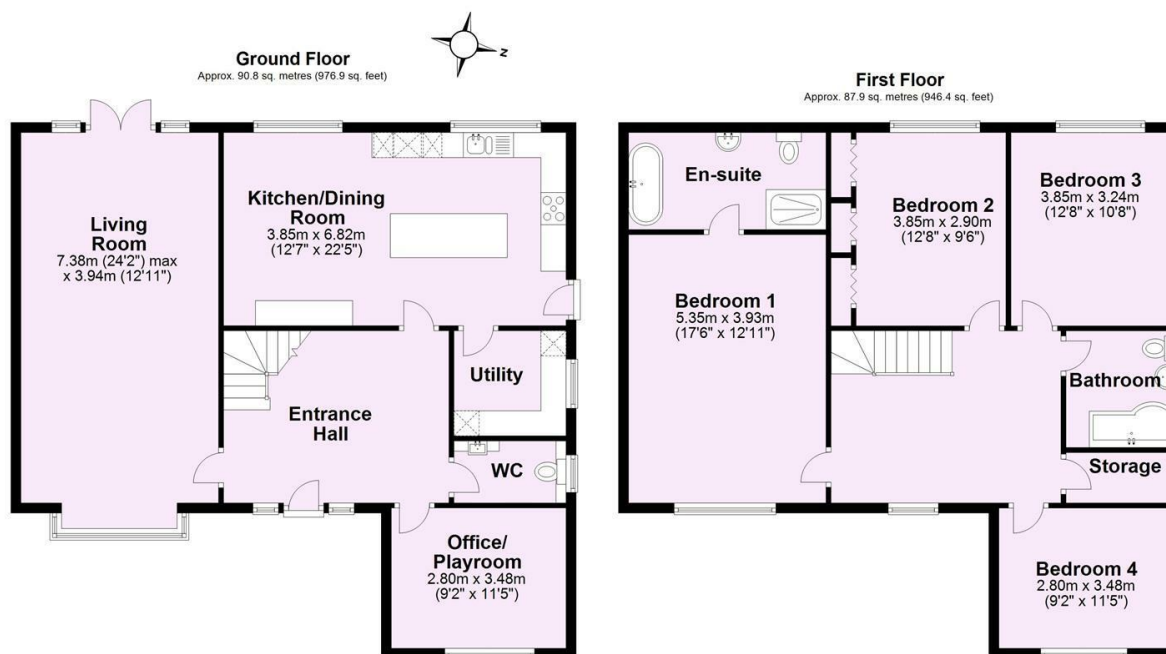 Ground Floor
Approx. 90.8 sq. metres (976.9 sq. feet)
N
Living
Room
7.38m (24'2") max
x 3.94m (12'11")
Kitchen/Dining
Room
3.85m x 6.82m
(12'7" x 22'5")
Utility
Entrance
Hall
WC
Office/
Playroom
2.80m x 3.48m
(9'2" x 11'5")
First Floor
Approx. 87.9 sq. metres (946.4 sq. feet)
En-suite
Bedroom 2
3.85m x 2.90m
(12'8" x 9'6")
Bedroom 3
3.85m x 3.24m
(12'8" x 10'8")
Bedroom 1
5.35m x 3.93m
(17'6" x 12'11")
Bathroom
Storage
Bedroom 4
2.80m x 3.48m
(9'2" x 11'5")